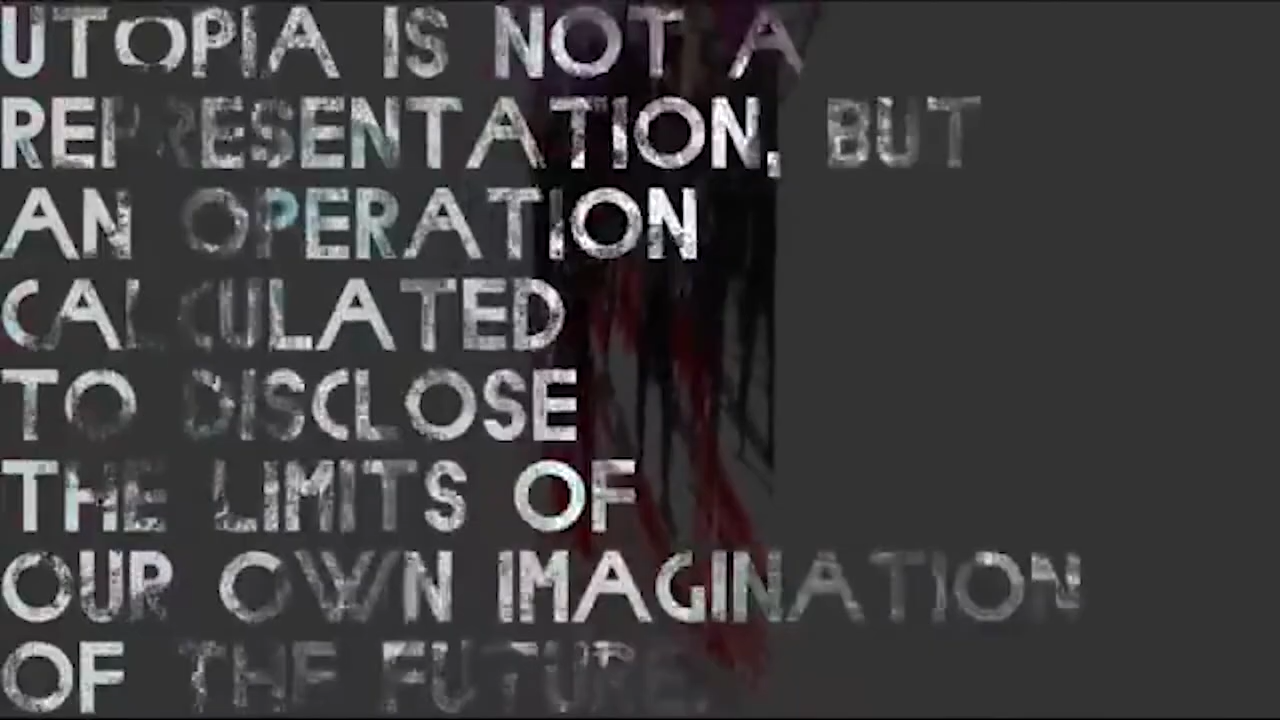 UTOPIA IS NOT A
REPRESENTATION, BUT
AN OPERATION
CALCULATED
TO DISCLOSE
THE LIMITS OF
OUR OWN IMAGINATION
OF THE FUTURE.